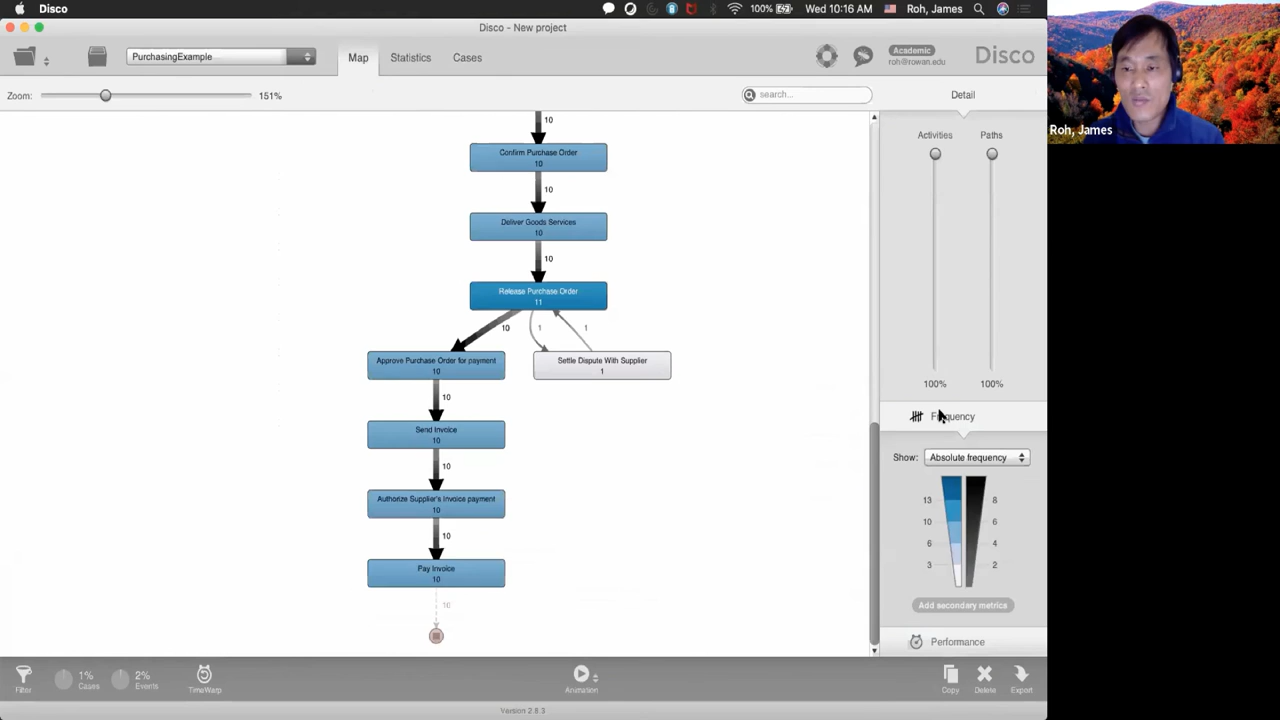 Disco
100%
Wed 10:16 AM
Roh, James
Disco - New project
PurchasingExample
Map
Statistics
Cases
Academic
roh@rowan.edu
Disco
Zoom:
151%
search...
Detail
Activities
Paths
100%
100%
Frequency
Show:
Absolute frequency
13
8
10
6
6
4
3
2
Add secondary metrics
Performance
10
Confirm Purchase Order
10
10
Deliver Goods Services
10
10
Release Purchase Order
11
10
1
1
Approve Purchase Order for payment
10
Settle Dispute With Supplier
1
10
Send Invoice
10
10
Authorize Supplier's Invoice payment
10
10
Pay Invoice
10
10
Filter
1%
Cases
2%
Events
TimeWarp
Animation
Copy
Delete
Export
Version 2.8.3
Roh, James